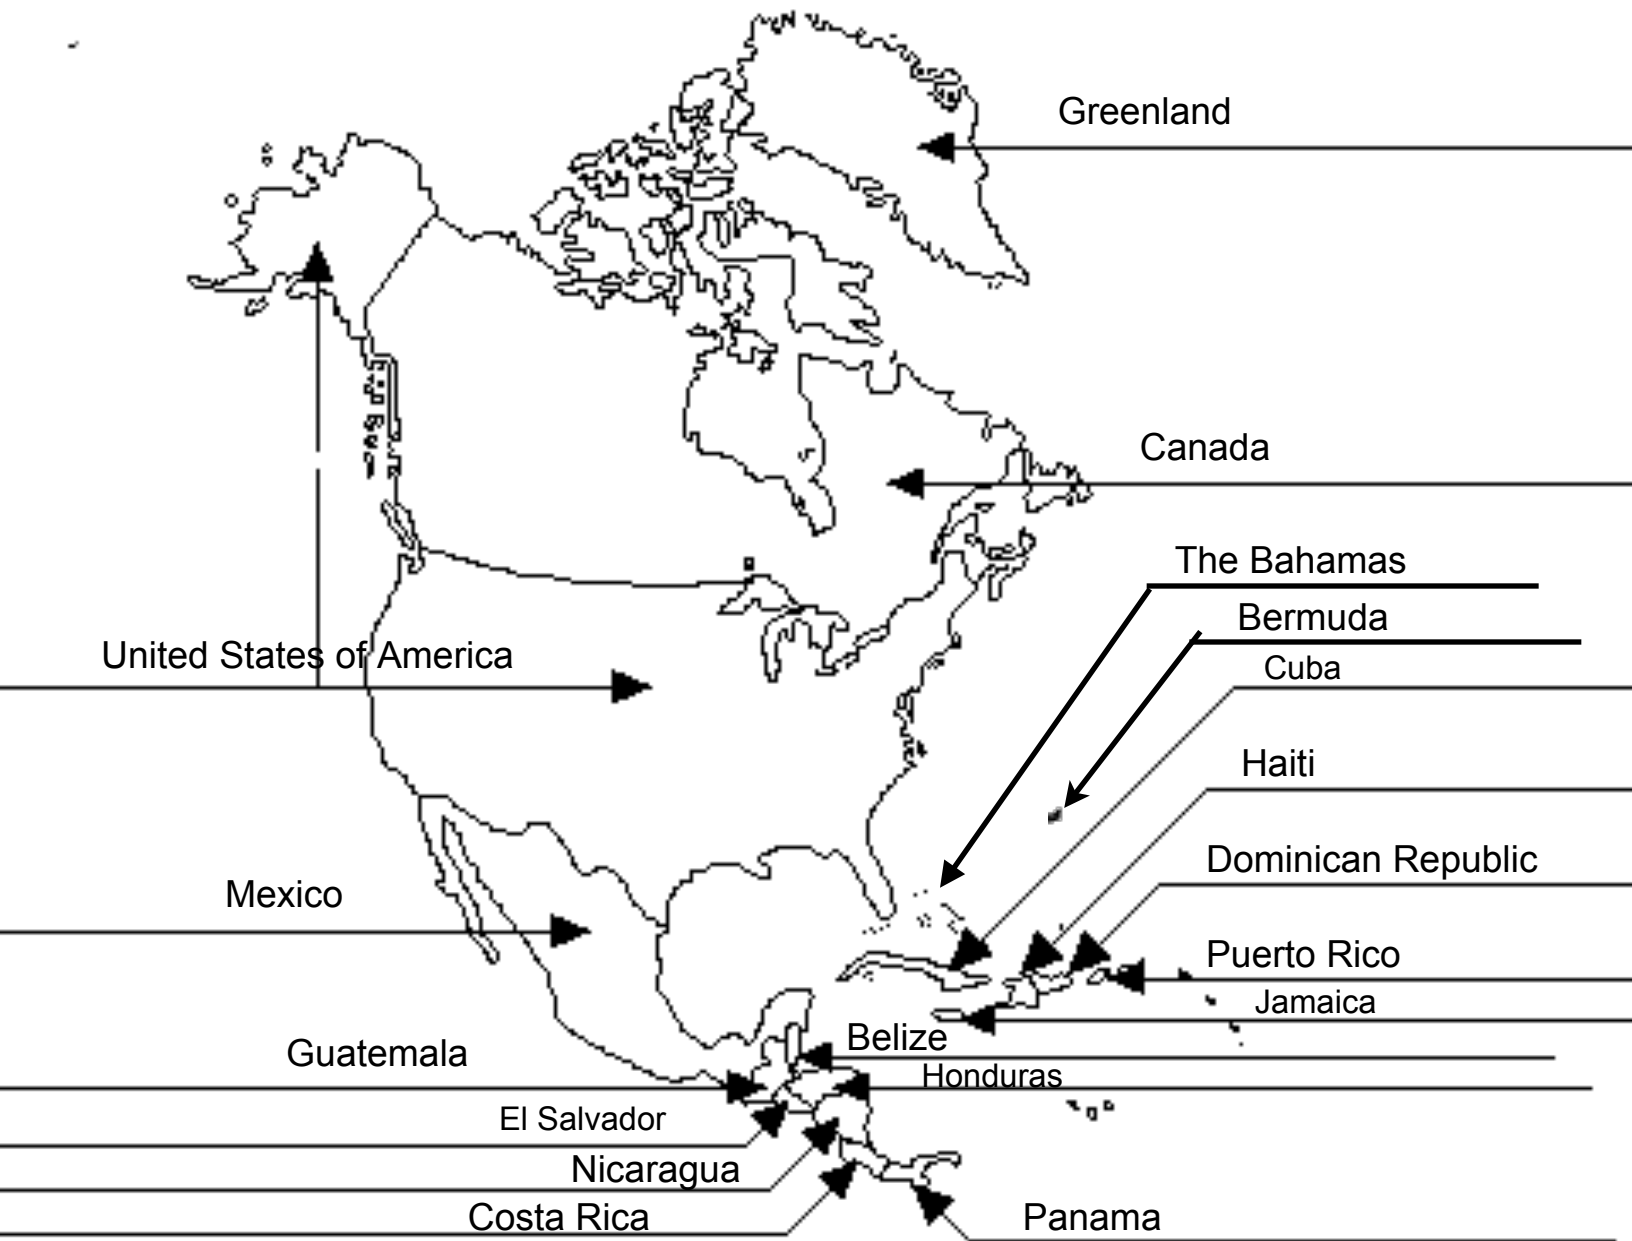 Greenland
Canada
The Bahamas
Bermuda
United States of America
Cuba
Haiti
Dominican Republic
Mexico
Puerto Rico
Jamaica
Belize
Guatemala
Honduras
El Salvador
Nicaragua
Costa Rica
Panama